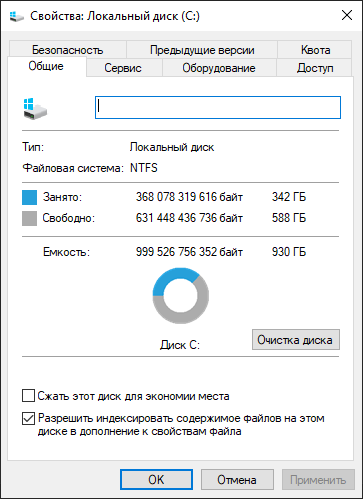 Свойства: Локальный диск (C:)
Безопасность Предыдущие версии Квота
Общие Сервис Оборудование Доступ
Тип: Локальный диск
Файловая система: NTFS
Занято: 368 078 319 616 байт 342 ГБ
Свободно: 631 448 436 736 байт 588 ГБ
Емкость: 999 526 756 352 байт 930 ГБ
Диск C: Очистка диска
Сжать этот диск для экономии места
Разрешить индексировать содержимое файлов на этом
диске в дополнение к свойствам файла
OK Отмена Применить